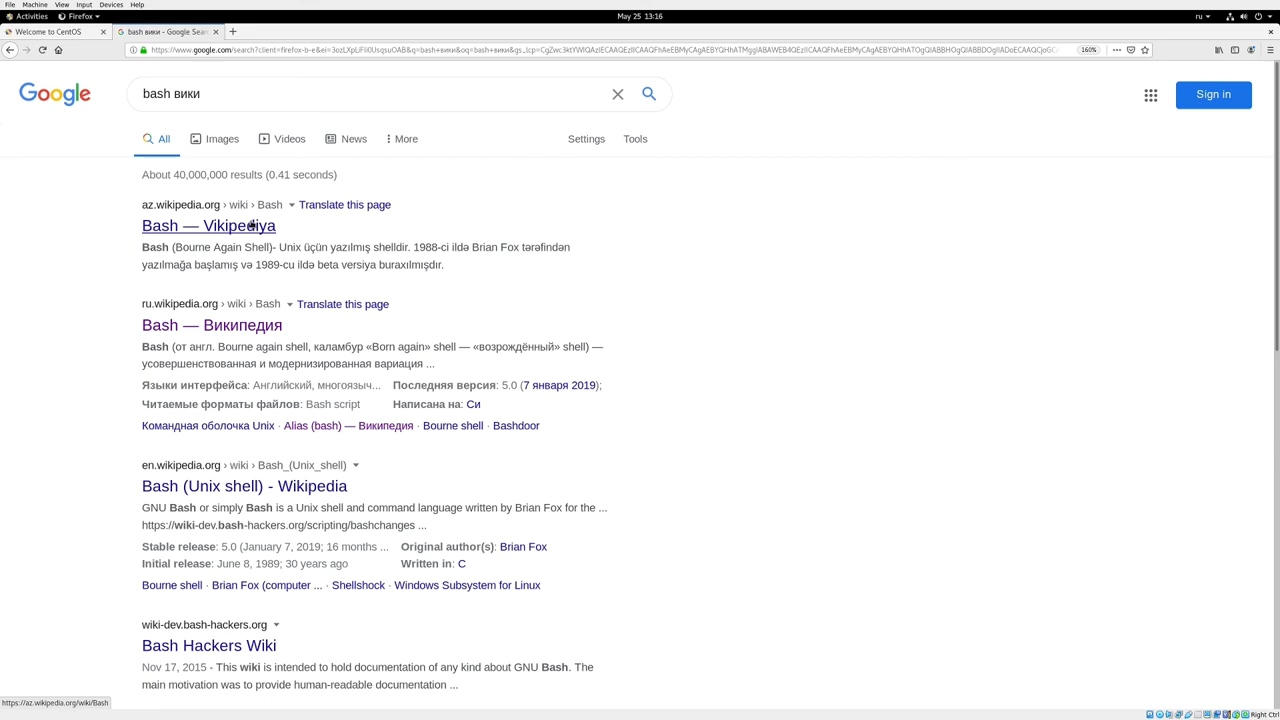 File Machine View Input Devices Help
Activities Firefox May 25 13:16 ru
Welcome to CentOS bash вики - Google Sear
https://www.google.com/search?client=firefox-b-e 160%
Google bash вики Sign in
All Images Videos News More Settings Tools
About 40,000,000 results (0.41 seconds)
az.wikipedia.org › wiki › Bash Translate this page
Bash — Vikipediya
Bash (Bourne Again Shell)- Unix üçün yazılmış shelldir. 1988-ci ildə Brian Fox tərəfindən
yazılmağa başlamış və 1989-cu ildə beta versiya buraxılmışdır.
ru.wikipedia.org › wiki › Bash Translate this page
Bash — Википедия
Bash (от англ. Bourne again shell, каламбур «Born again» shell — «возрождённый» shell) —
усовершенствованная и модернизированная вариация ...
Языки интерфейса: Английский, многоязыч... Последняя версия: 5.0 (7 января 2019);
Читаемые форматы файлов: Bash script Написана на: Си
Командная оболочка Unix · Alias (bash) — Википедия · Bourne shell · Bashdoor
en.wikipedia.org › wiki › Bash_(Unix_shell)
Bash (Unix shell) - Wikipedia
GNU Bash or simply Bash is a Unix shell and command language written by Brian Fox for the ...
https://wiki-dev.bash-hackers.org/scripting/bashchanges ...
Stable release: 5.0 (January 7, 2019; 16 months ... Original author(s): Brian Fox
Initial release: June 8, 1989; 30 years ago Written in: C
Bourne shell · Brian Fox (computer ... · Shellshock · Windows Subsystem for Linux
wiki-dev.bash-hackers.org
Bash Hackers Wiki
Nov 17, 2015 - This wiki is intended to hold documentation of any kind about GNU Bash. The
main motivation was to provide human-readable documentation ...
https://az.wikipedia.org/wiki/Bash
Right Ctrl